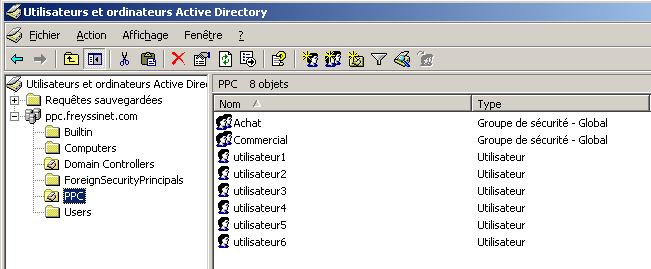 Utilisateurs et ordinateurs Active Directory
Fichier Action Affichage Fenêtre ?
Utilisateurs et ordinateurs Active Direc
Requêtes sauvegardées
ppc.freyssinet.com
Builtin
Computers
Domain Controllers
ForeignSecurityPrincipals
PPC
Users
PPC 8 objets
Nom Type
Achat Groupe de sécurité - Global
Commercial Groupe de sécurité - Global
utilisateur1 Utilisateur
utilisateur2 Utilisateur
utilisateur3 Utilisateur
utilisateur4 Utilisateur
utilisateur5 Utilisateur
utilisateur6 Utilisateur